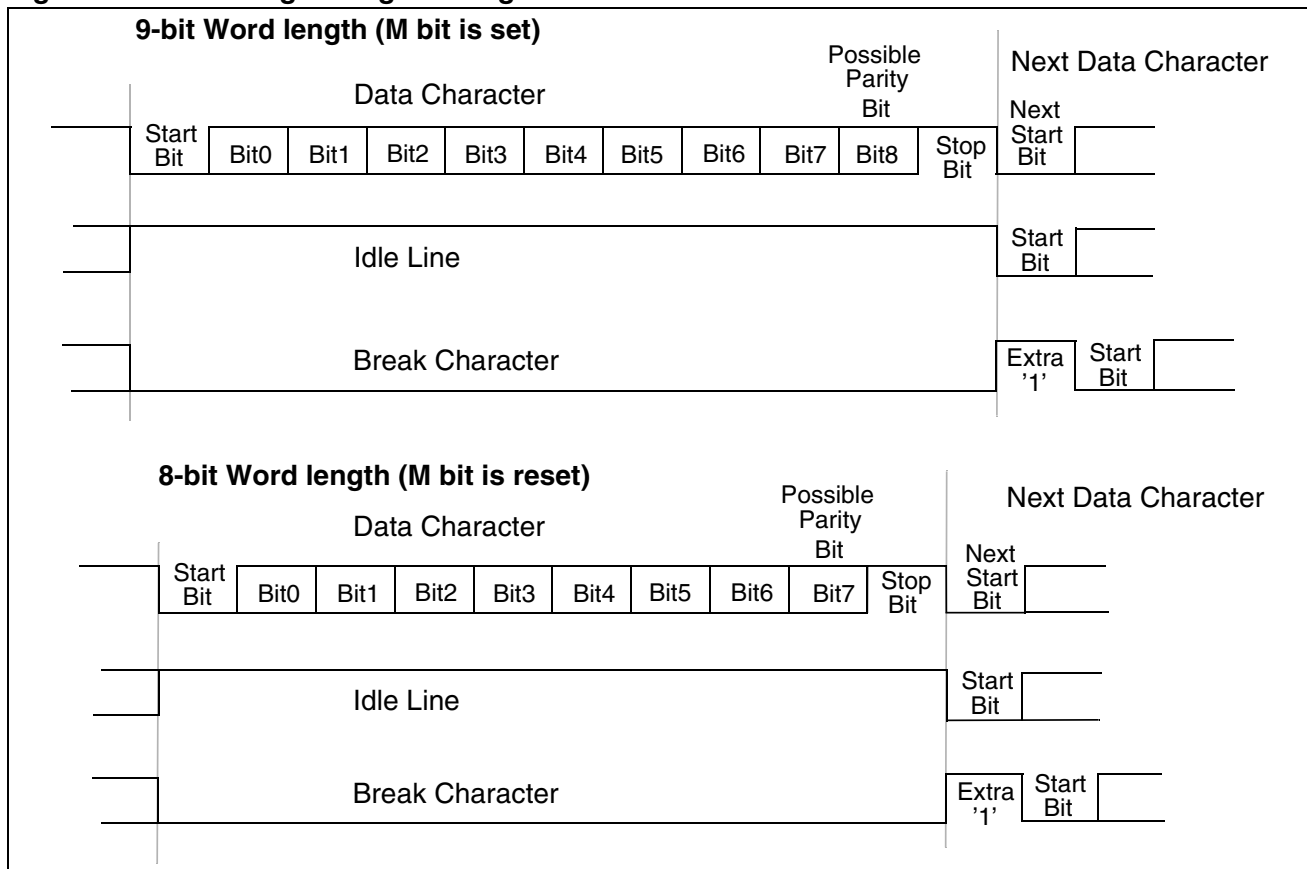 9-bit Word length (M bit is set)
Possible
Parity
Bit
Next Data Character
Data Character
Next
Start
Bit
Start
Bit
Bit0
Bit1
Bit2
Bit3
Bit4
Bit5
Bit6
Bit7
Bit8
Stop
Bit
Idle Line
Start
Bit
Break Character
Extra
'1'
Start
Bit
8-bit Word length (M bit is reset)
Possible
Parity
Bit
Next Data Character
Data Character
Next
Start
Bit
Start
Bit
Bit0
Bit1
Bit2
Bit3
Bit4
Bit5
Bit6
Bit7
Stop
Bit
Idle Line
Start
Bit
Break Character
Extra
'1'
Start
Bit